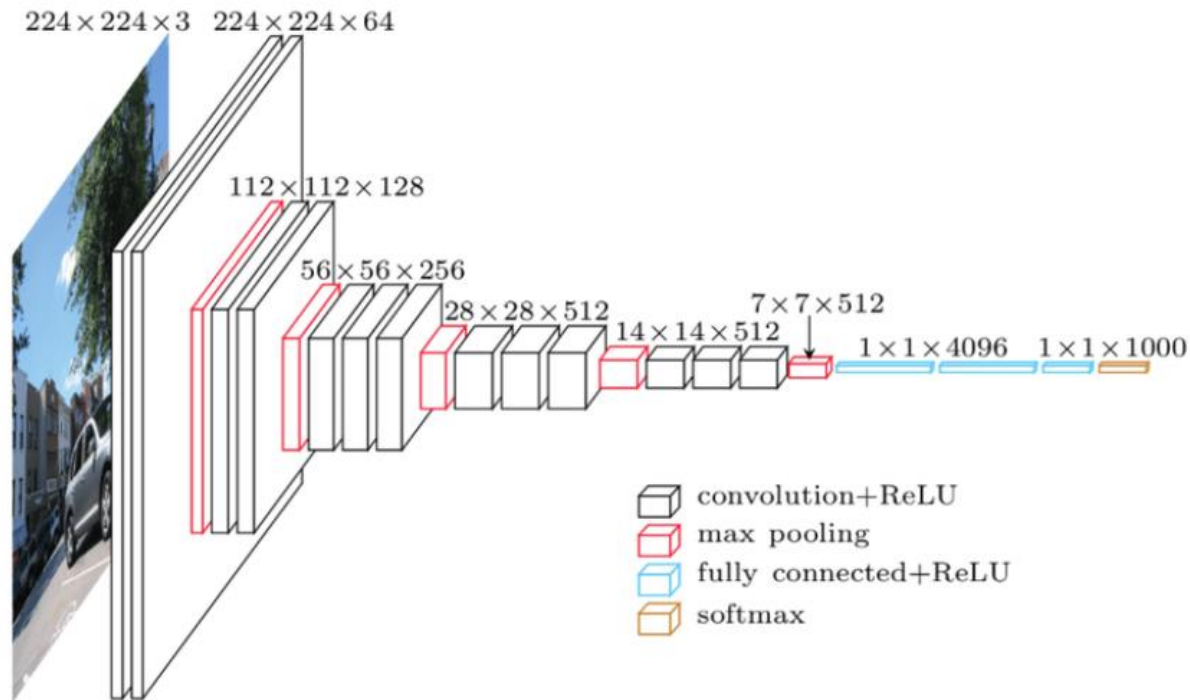 224×224×3
224×224×64
112×112×128
56×56×256
28×28×512
14×14×512
7×7×512
1×1×4096
1×1×1000
convolution+ReLU
max pooling
fully connected+ReLU
softmax